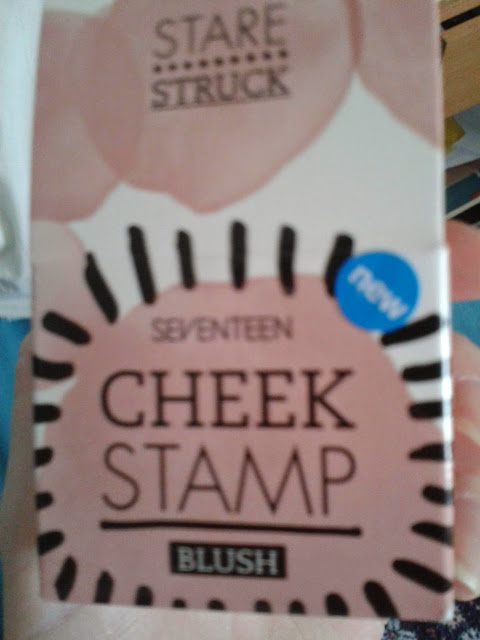 STARE
STRUCK
new
SEVENTEEN
CHEEK
STAMP
BLUSH